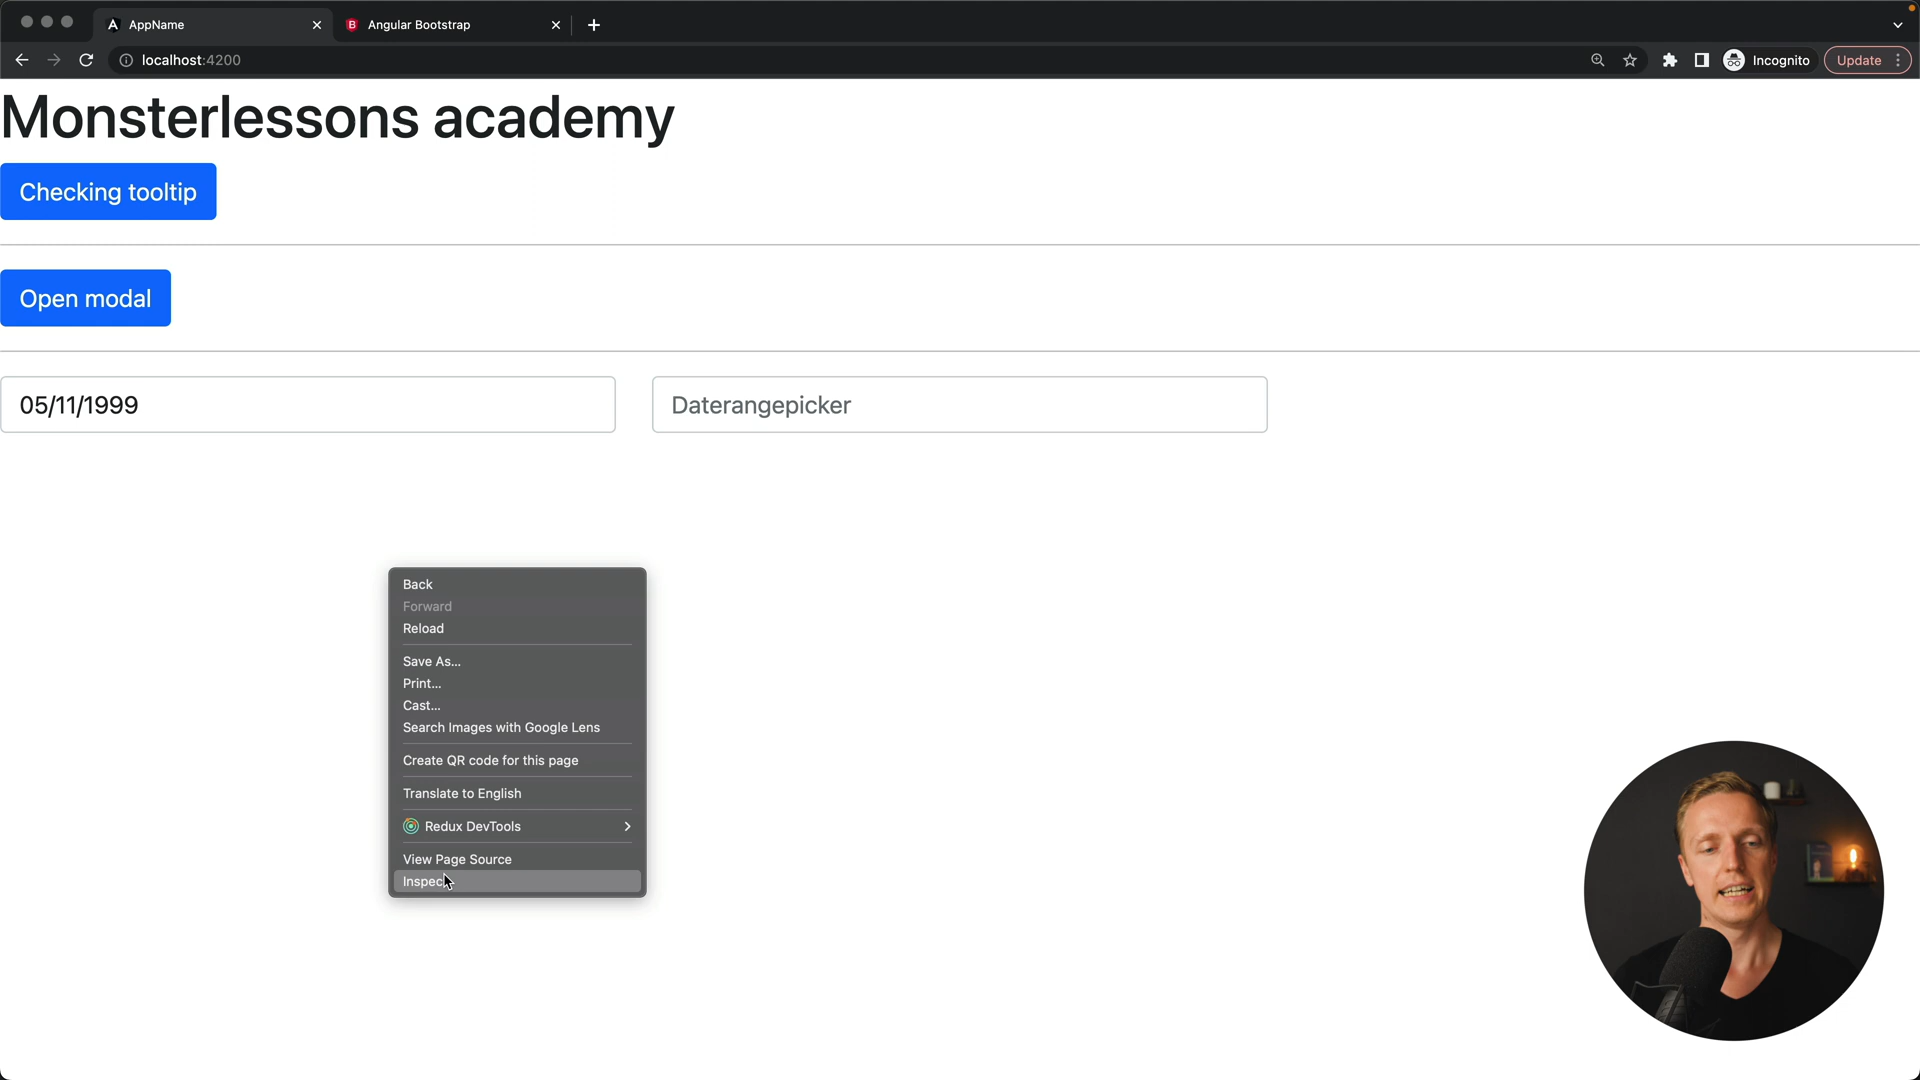 AppName
Angular Bootstrap
localhost:4200
Incognito
Update
Monsterlessons academy
Checking tooltip
Open modal
05/11/1999
Daterangepicker
Back
Forward
Reload
Save As...
Print...
Cast...
Search Images with Google Lens
Create QR code for this page
Translate to English
Redux DevTools
View Page Source
Inspect